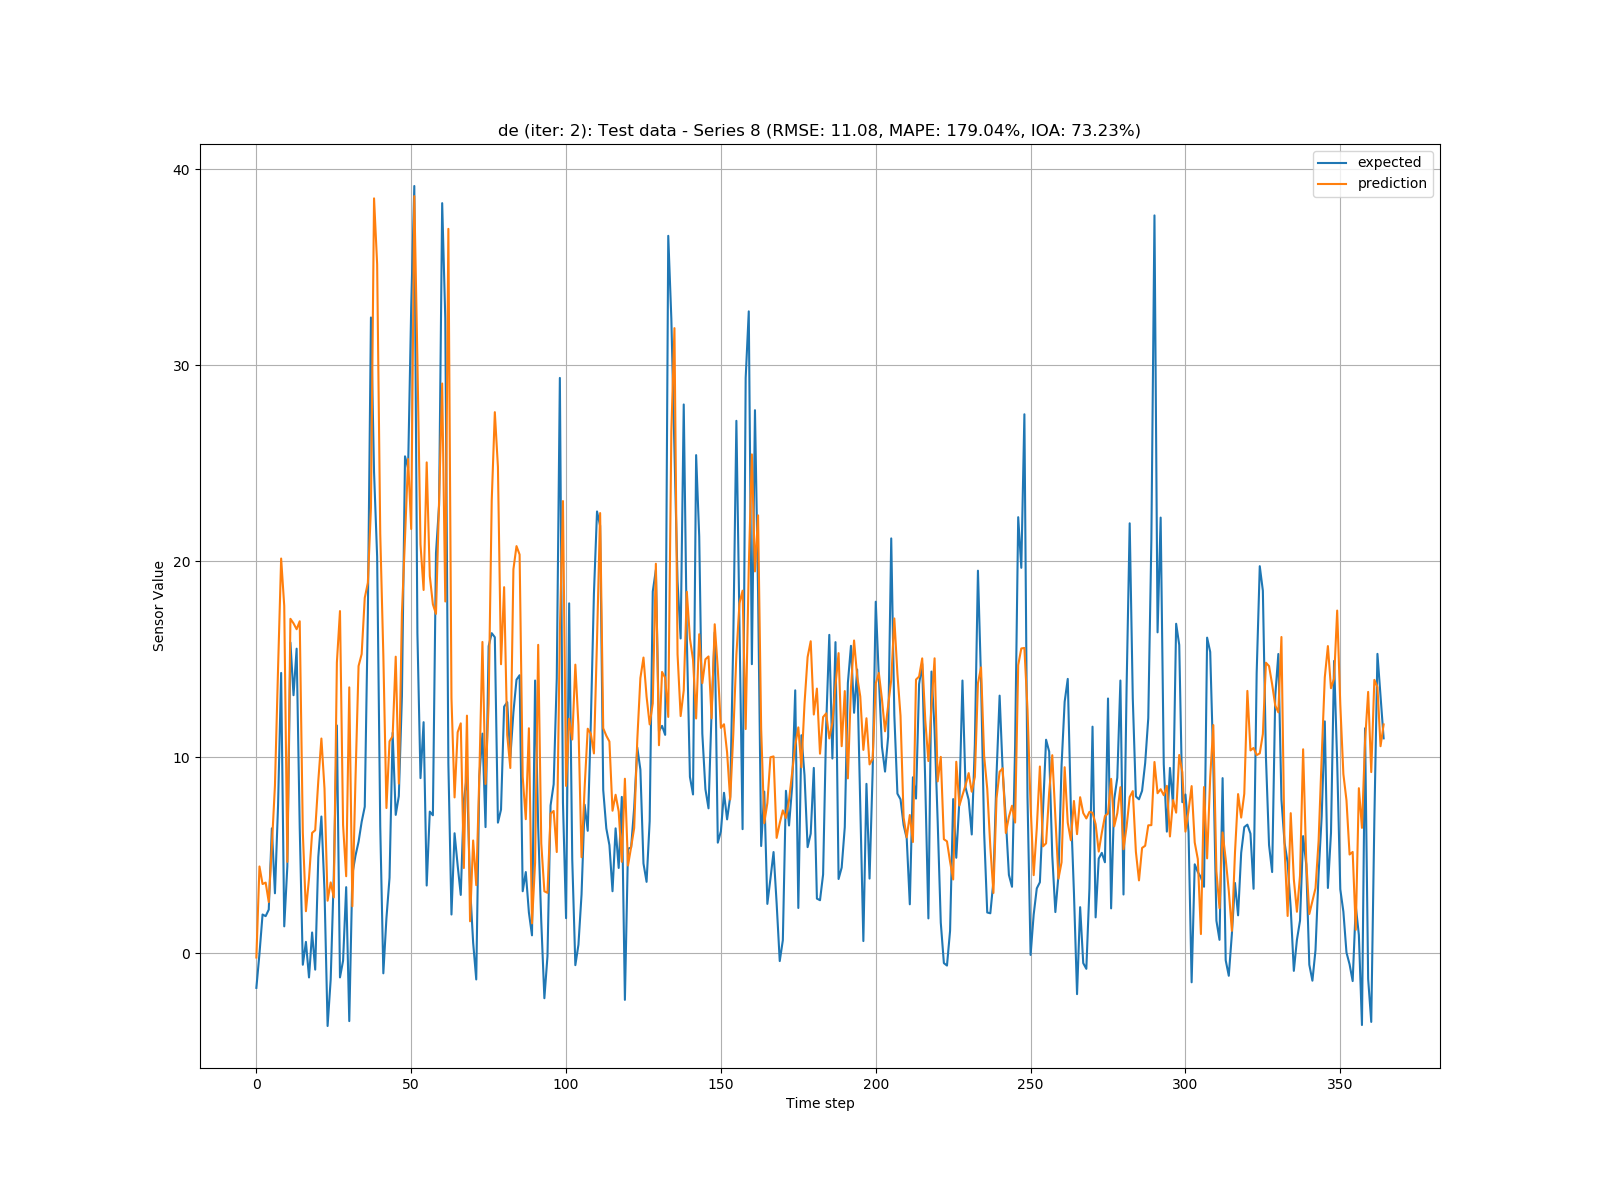 de (iter: 2): Test data - Series 8 (RMSE: 11.08, MAPE: 179.04%, IOA: 73.23%)
expected
prediction
40
30
20
10
0
Sensor Value
0 50 100 150 200 250 300 350
Time step